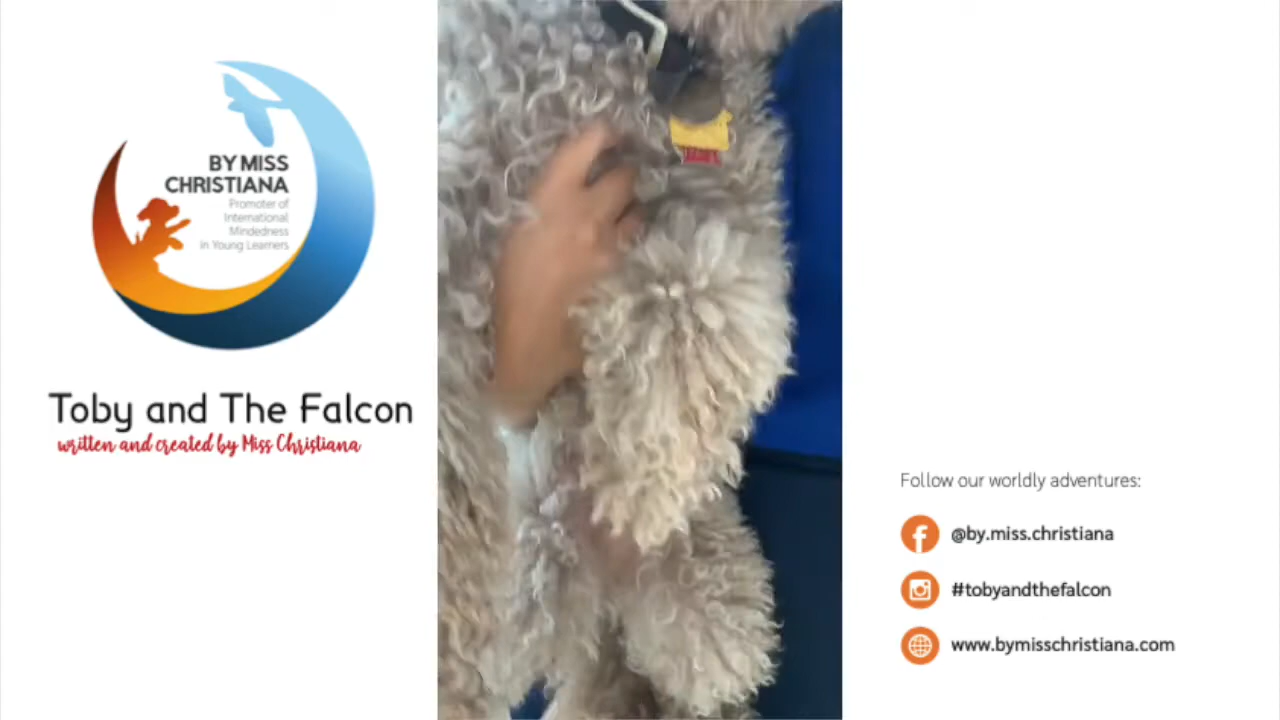 BY MISS
CHRISTIANA
Promoter of
International
Mindedness
in Young Learners
Toby and The Falcon
written and created by Miss Christiana
Follow our worldly adventures:
@by.miss.christiana
#tobyandthefalcon
www.bymisschristiana.com